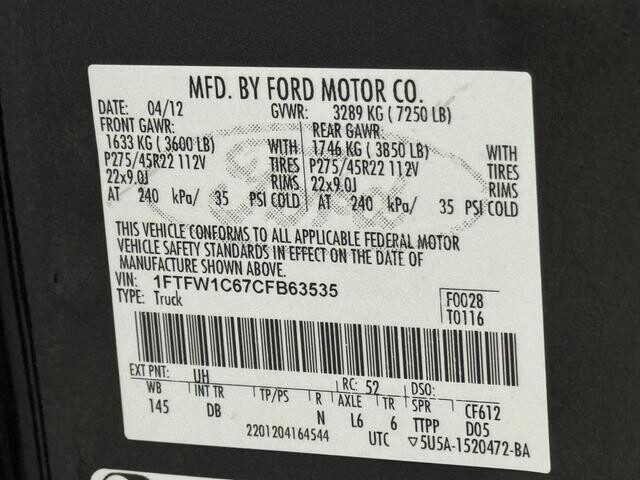 MFD. BY FORD MOTOR CO.
DATE: 04/12 GVWR: 3289 KG ( 7250 LB)
FRONT GAWR: REAR GAWR:
1633 KG ( 3600 LB) WITH 1746 KG ( 3850 LB) WITH
P275/45R22 112V TIRES P275/45R22 112V TIRES
22x9.0J RIMS 22x9.0J RIMS
AT 240 kPa/ 35 PSI COLD AT 240 kPa/ 35 PSI COLD
Ford
THIS VEHICLE CONFORMS TO ALL APPLICABLE FEDERAL MOTOR
VEHICLE SAFETY STANDARDS IN EFFECT ON THE DATE OF
MANUFACTURE SHOWN ABOVE.
VIN: 1FTFW1C67CFB63535
TYPE: Truck
F0028
T0116
EXT PNT: UH RC: 52 DSO:
WB INT TR TP/PS R AXLE TR SPR CF612
145 DB N L6 6 TTPP D05
2201204164544 UTC ▽5U5A-1520472-BA